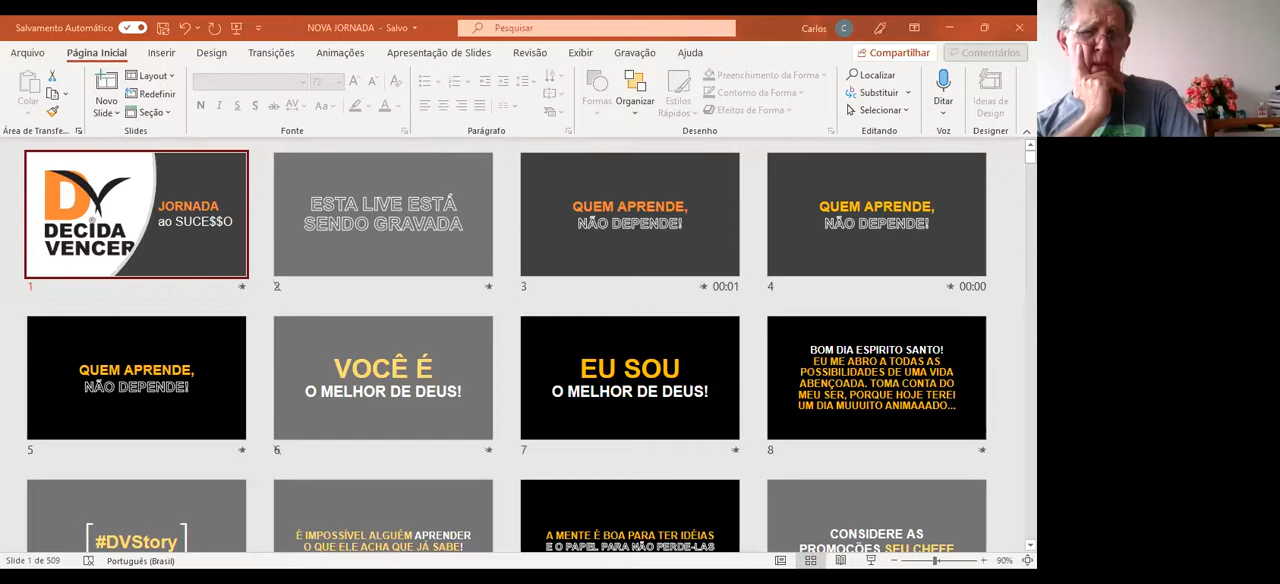 Salvamento Automático
NOVA JORNADA - Salvo
Pesquisar
Carlos
C
Arquivo
Página Inicial
Inserir
Design
Transições
Animações
Apresentação de Slides
Revisão
Exibir
Gravação
Ajuda
Compartilhar
Comentários
Colar
Novo
Slide
Layout
Redefinir
Seção
72
N I S S ab AV Aa A
Formas
Organizar
Estilos
Rápidos
Preenchimento da Forma
Contorno da Forma
Efeitos de Forma
Localizar
Substituir
Selecionar
Ditar
Ideias de
Design
Área de Transfe...
Slides
Fonte
Parágrafo
Desenho
Editando
Voz
Designer
DECIDA
VENCER
JORNADA
ao SUCE$$O
1
ESTA LIVE ESTÁ
SENDO GRAVADA
2
QUEM APRENDE,
NÃO DEPENDE!
3
00:01
QUEM APRENDE,
NÃO DEPENDE!
4
00:00
QUEM APRENDE,
NÃO DEPENDE!
5
VOCÊ É
O MELHOR DE DEUS!
6
EU SOU
O MELHOR DE DEUS!
7
BOM DIA ESPIRITO SANTO!
EU ME ABRO A TODAS AS
POSSIBILIDADES DE UMA VIDA
ABENÇOADA. TOMA CONTA DO
MEU SER, PORQUE HOJE TEREI
UM DIA MUUUITO ANIMAAADO...
8
[#DVStory]
É IMPOSSÍVEL ALGUÉM APRENDER
O QUE ELE ACHA QUE JÁ SABE!
A MENTE É BOA PARA TER IDÉIAS
E O PAPEL PARA NÃO PERDE-LAS
CONSIDERE AS
PROMOÇÕES SEU CHEFE
Slide 1 de 509
Português (Brasil)
90%